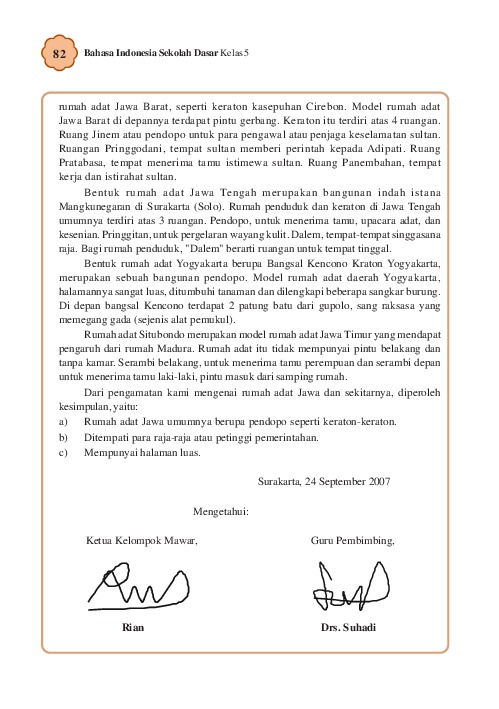 82 Bahasa Indonesia Sekolah Dasar Kelas 5
rumah adat Jawa Barat, seperti keraton kasepuhan Cirebon. Model rumah adat
Jawa Barat di depannya terdapat pintu gerbang. Keraton itu terdiri atas 4 ruangan.
Ruang Jinem atau pendopo untuk para pengawal atau penjaga keselamatan sultan.
Ruangan Pringgodani, tempat sultan memberi perintah kepada Adipati. Ruang
Pratabasa, tempat menerima tamu istimewa sultan. Ruang Panembahan, tempat
kerja dan istirahat sultan.
Bentuk rumah adat Jawa Tengah merupakan bangunan indah istana
Mangkunegaran di Surakarta (Solo). Rumah penduduk dan keraton di Jawa Tengah
umumnya terdiri atas 3 ruangan. Pendopo, untuk menerima tamu, upacara adat, dan
kesenian. Pringgitan, untuk pergelaran wayang kulit. Dalem, tempat-tempat singgasana
raja. Bagi rumah penduduk, "Dalem" berarti ruangan untuk tempat tinggal.
Bentuk rumah adat Yogyakarta berupa Bangsal Kencono Kraton Yogyakarta,
merupakan sebuah bangunan pendopo. Model rumah adat daerah Yogyakarta,
halamannya sangat luas, ditumbuhi tanaman dan dilengkapi beberapa sangkar burung.
Di depan bangsal Kencono terdapat 2 patung batu dari gupolo, sang raksasa yang
memegang gada (sejenis alat pemukul).
Rumah adat Situbondo merupakan model rumah adat Jawa Timur yang mendapat
pengaruh dari rumah Madura. Rumah adat itu tidak mempunyai pintu belakang dan
tanpa kamar. Serambi belakang, untuk menerima tamu perempuan dan serambi depan
untuk menerima tamu laki-laki, pintu masuk dari samping rumah.
Dari pengamatan kami mengenai rumah adat Jawa dan sekitarnya, diperoleh
kesimpulan, yaitu:
a) Rumah adat Jawa umumnya berupa pendopo seperti keraton-keraton.
b) Ditempati para raja-raja atau petinggi pemerintahan.
c) Mempunyai halaman luas.
Surakarta, 24 September 2007
Mengetahui:
Ketua Kelompok Mawar, Guru Pembimbing,
Rian Drs. Suhadi